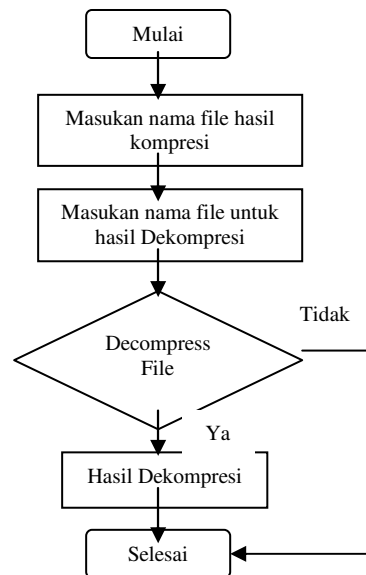 Mulai
Masukan nama file hasil
kompresi
Masukan nama file untuk
hasil Dekompresi
Tidak
Decompress
File
Ya
Hasil Dekompresi
Selesai